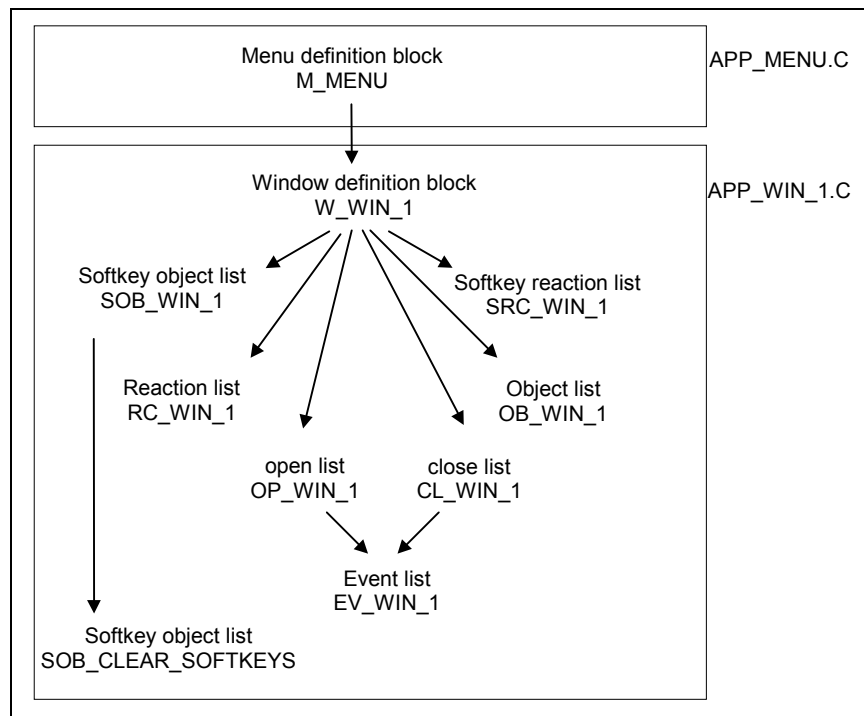 Menu definition block
M_MENU
APP_MENU.C
Window definition block
W_WIN_1
APP_WIN_1.C
Softkey object list
SOB_WIN_1
Softkey reaction list
SRC_WIN_1
Reaction list
RC_WIN_1
Object list
OB_WIN_1
open list
OP_WIN_1
close list
CL_WIN_1
Event list
EV_WIN_1
Softkey object list
SOB_CLEAR_SOFTKEYS